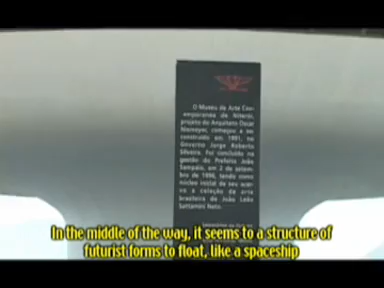 O Museu de Arte Con-
temporanea de Niterói,
projeto do Arquiteto Oscar
Niemeyer, começou a ser
construído em 1991, no
Governo Jorge Roberto
Silveira. Foi concluído na
gestão do Prefeito João
Sampaio, em 2 de setem-
bro de 1996, tendo como
núcleo inicial de seu acer-
vo a coleção de arte
brasileira de João Leão
Sattamini Neto.
In the middle of the way, it seems to a structure of
futurist forms to float, like a spaceship